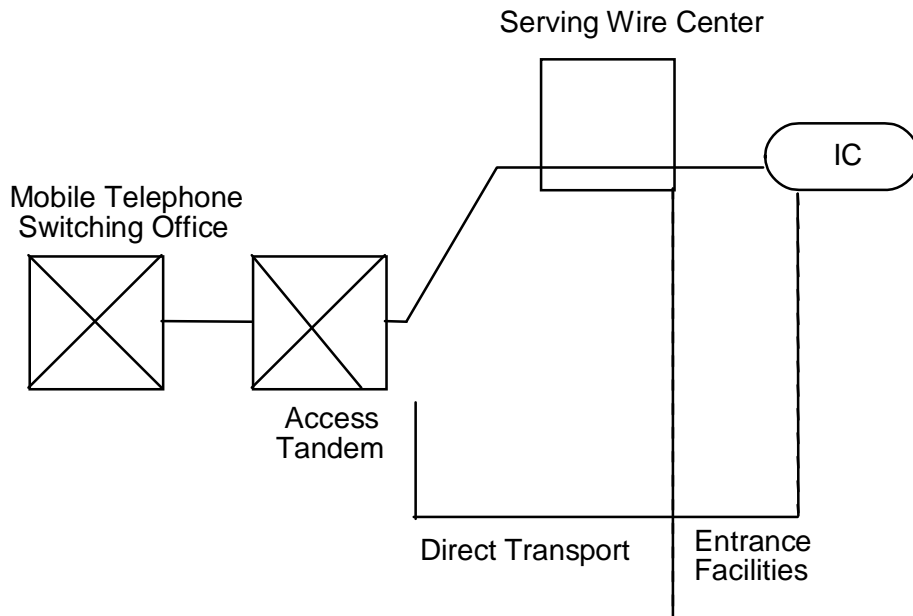 Serving Wire Center
IC
Mobile Telephone
Switching Office
Access
Tandem
Direct Transport
Entrance
Facilities